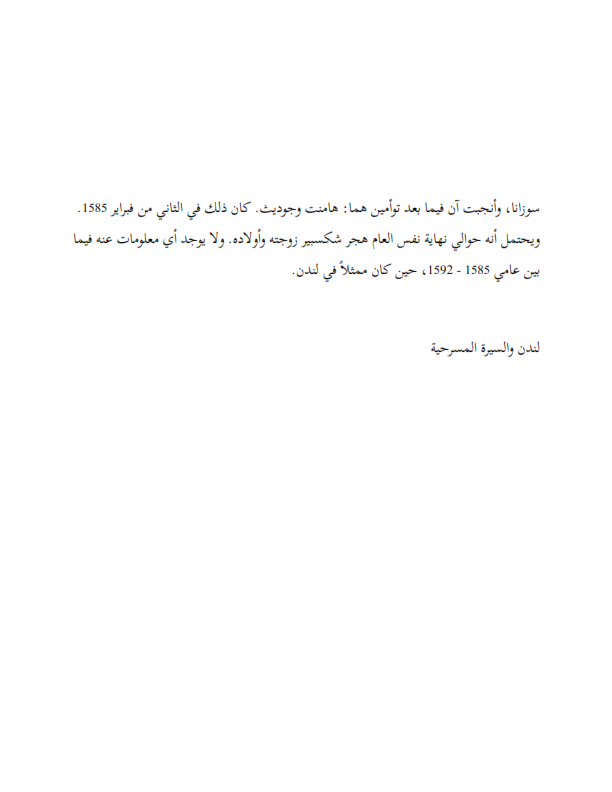 سوزانا، وأنجبت آن فيما بعد توأمين هما: هامنت وجوديث. كان ذلك في الثاني من فبراير 1585.
ويحتمل أنه حوالي نهاية نفس العام هجر شكسبير زوجته وأولاده. ولا يوجد أي معلومات عنه فيما
بين عامي 1585 - 1592، حين كان ممثلاً في لندن.
لندن والسيرة المسرحية